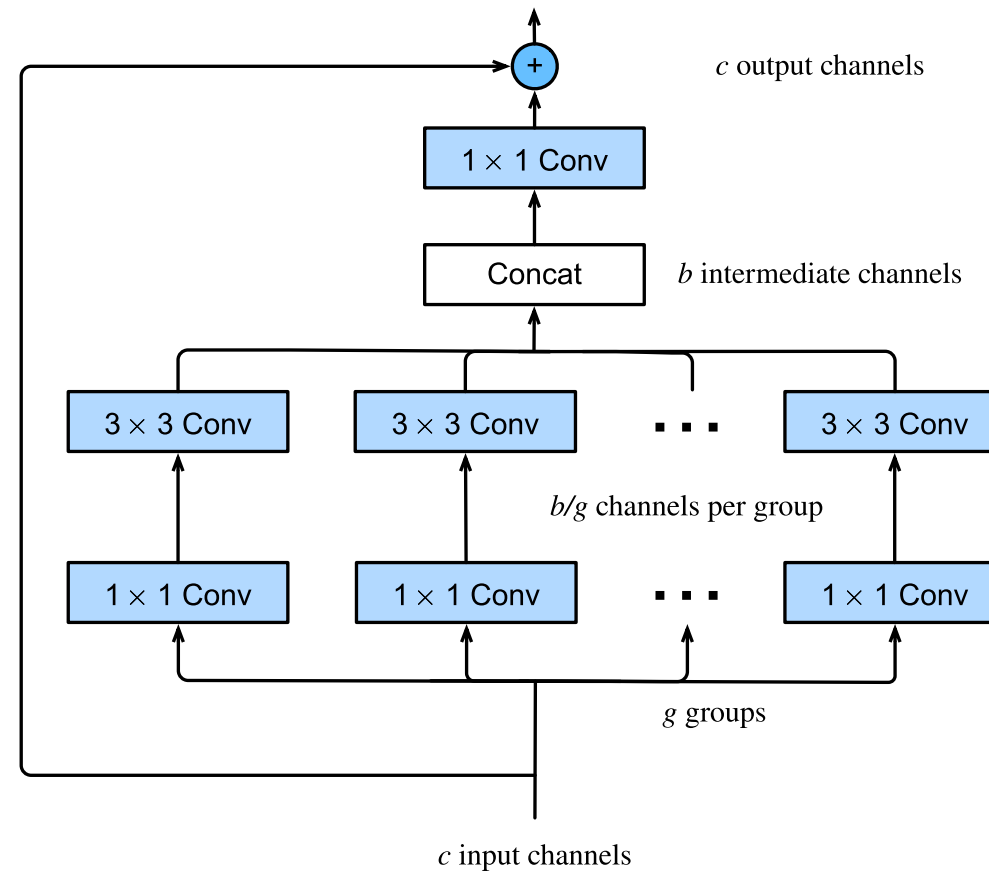 +
c output channels
1 × 1 Conv
Concat
b intermediate channels
3 × 3 Conv
3 × 3 Conv
...
3 × 3 Conv
b/g channels per group
1 × 1 Conv
1 × 1 Conv
...
1 × 1 Conv
g groups
c input channels